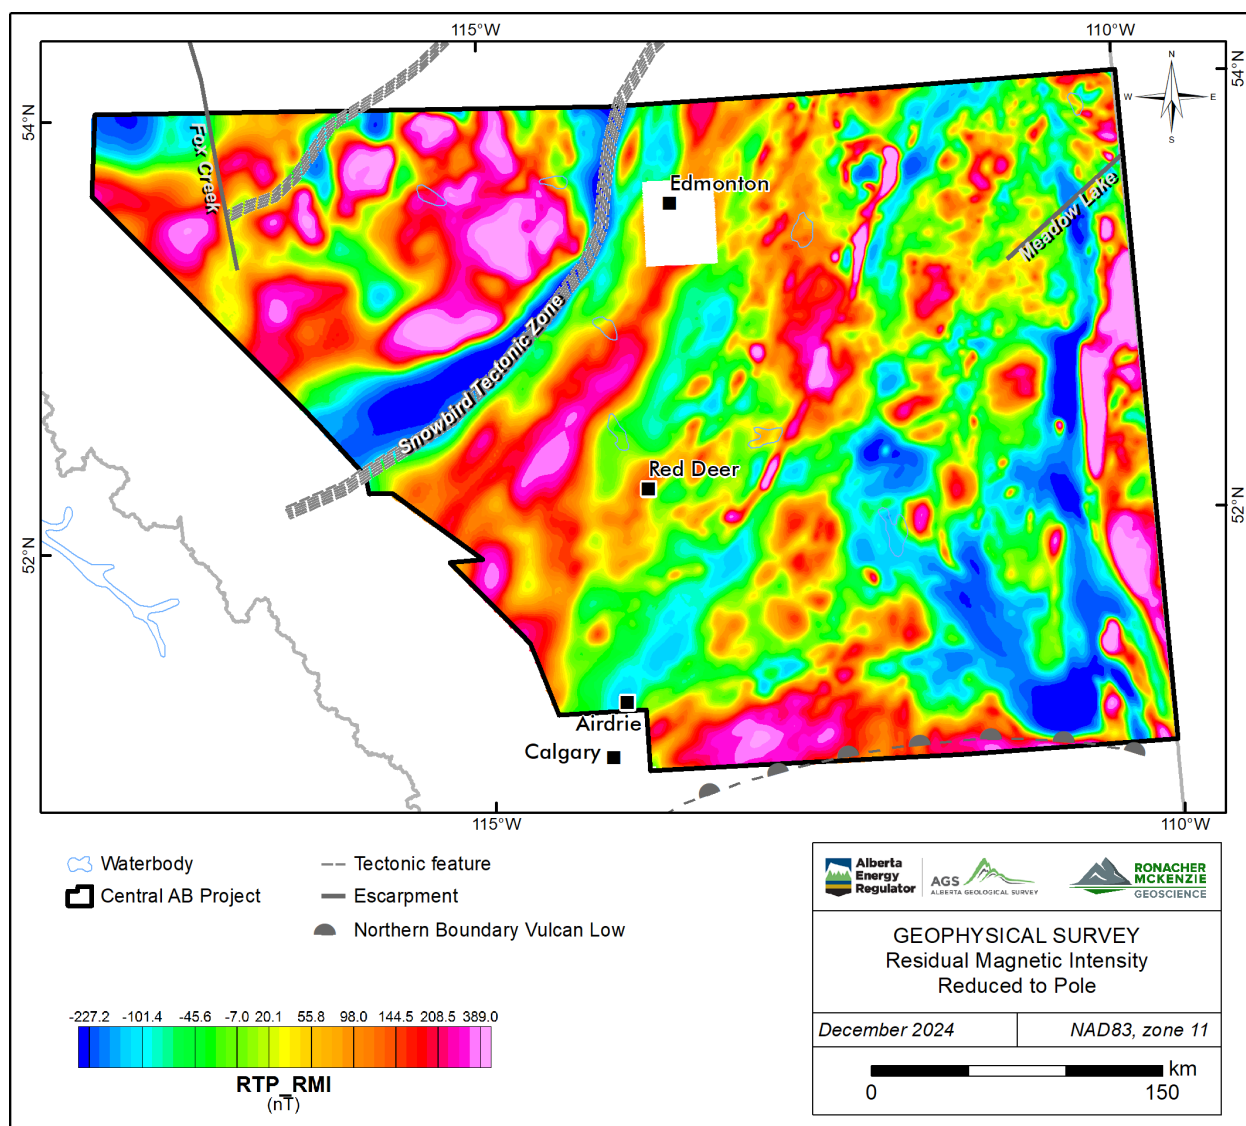 115°W
110°W
54°N
54°N
N
W
E
S
Fox Creek
Edmonton
Meadow Lake
Snowbird Tectonic Zone
Red Deer
52°N
52°N
Airdrie
Calgary
115°W
110°W
Waterbody
Central AB Project
Tectonic feature
Escarpment
Northern Boundary Vulcan Low
Alberta
Energy
Regulator
AGS
ALBERTA GEOLOGICAL SURVEY
RONACHER
MCKENZIE
GEOSCIENCE
GEOPHYSICAL SURVEY
Residual Magnetic Intensity
Reduced to Pole
December 2024
NAD83, zone 11
km
0
150
-227.2 -101.4 -45.6 -7.0 20.1 55.8 98.0 144.5 208.5 389.0
RTP_RMI
(nT)